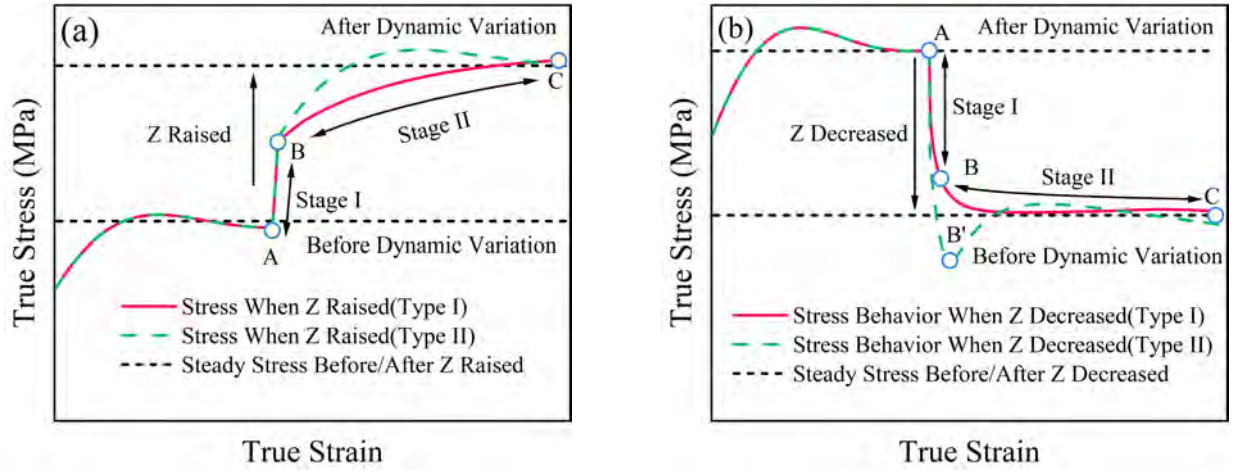 (a)
After Dynamic Variation
C
Z Raised
Stage II
B
Stage I
Before Dynamic Variation
A
Stress When Z Raised(Type I)
Stress When Z Raised(Type II)
Steady Stress Before/After Z Raised
True Stress (MPa)
True Strain
(b)
After Dynamic Variation
A
Stage I
Z Decreased
B
Stage II
C
B'
Before Dynamic Variation
Stress Behavior When Z Decreased(Type I)
Stress Behavior When Z Decreased(Type II)
Steady Stress Before/After Z Decreased
True Stress (MPa)
True Strain